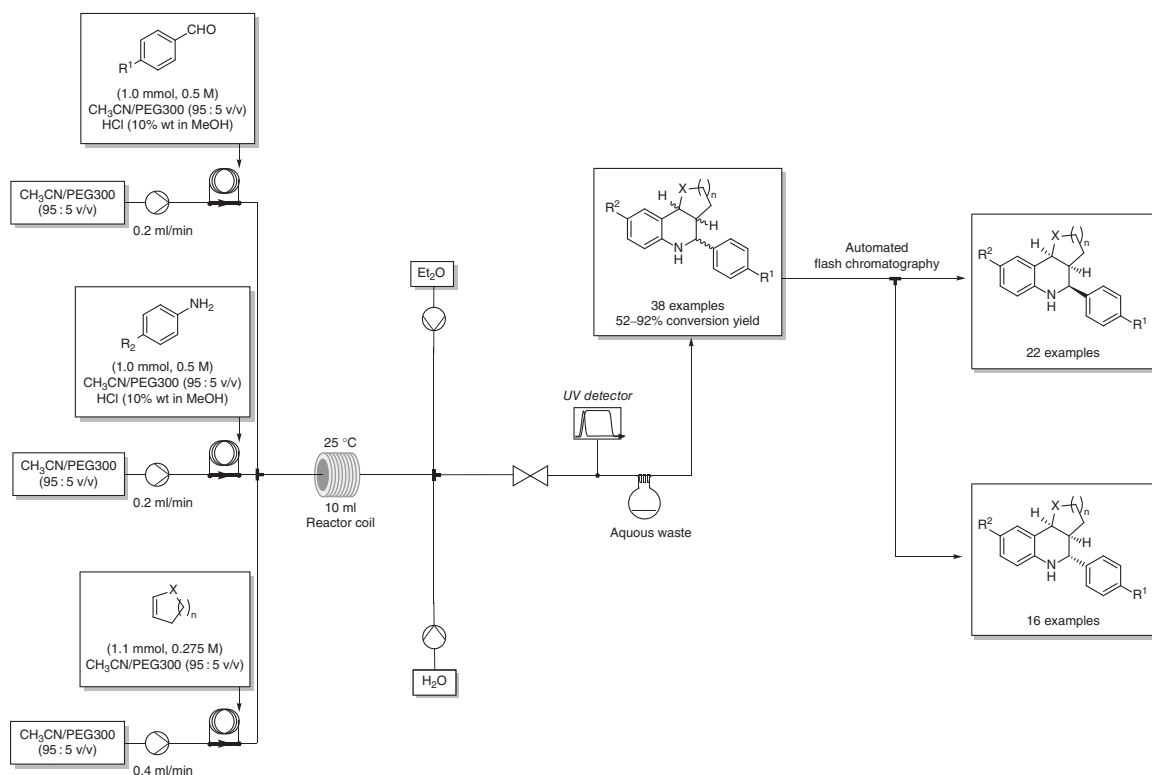 CHO
R1
(1.0 mmol, 0.5 M)
CH3CN/PEG300 (95 : 5 v/v)
HCl (10% wt in MeOH)
CH3CN/PEG300
(95 : 5 v/v)
0.2 ml/min
NH2
R2
(1.0 mmol, 0.5 M)
CH3CN/PEG300 (95 : 5 v/v)
HCl (10% wt in MeOH)
CH3CN/PEG300
(95 : 5 v/v)
0.2 ml/min
X
n
(1.1 mmol, 0.275 M)
CH3CN/PEG300 (95 : 5 v/v)
CH3CN/PEG300
(95 : 5 v/v)
0.4 ml/min
25 °C
10 ml
Reactor coil
Et2O
H2O
UV detector
Aquous waste
X
n
H
R2
H
N
H
R1
38 examples
52–92% conversion yield
Automated
flash chromatography
X
n
H
R2
H
N
H
R1
22 examples
X
n
H
R2
H
N
H
R1
16 examples